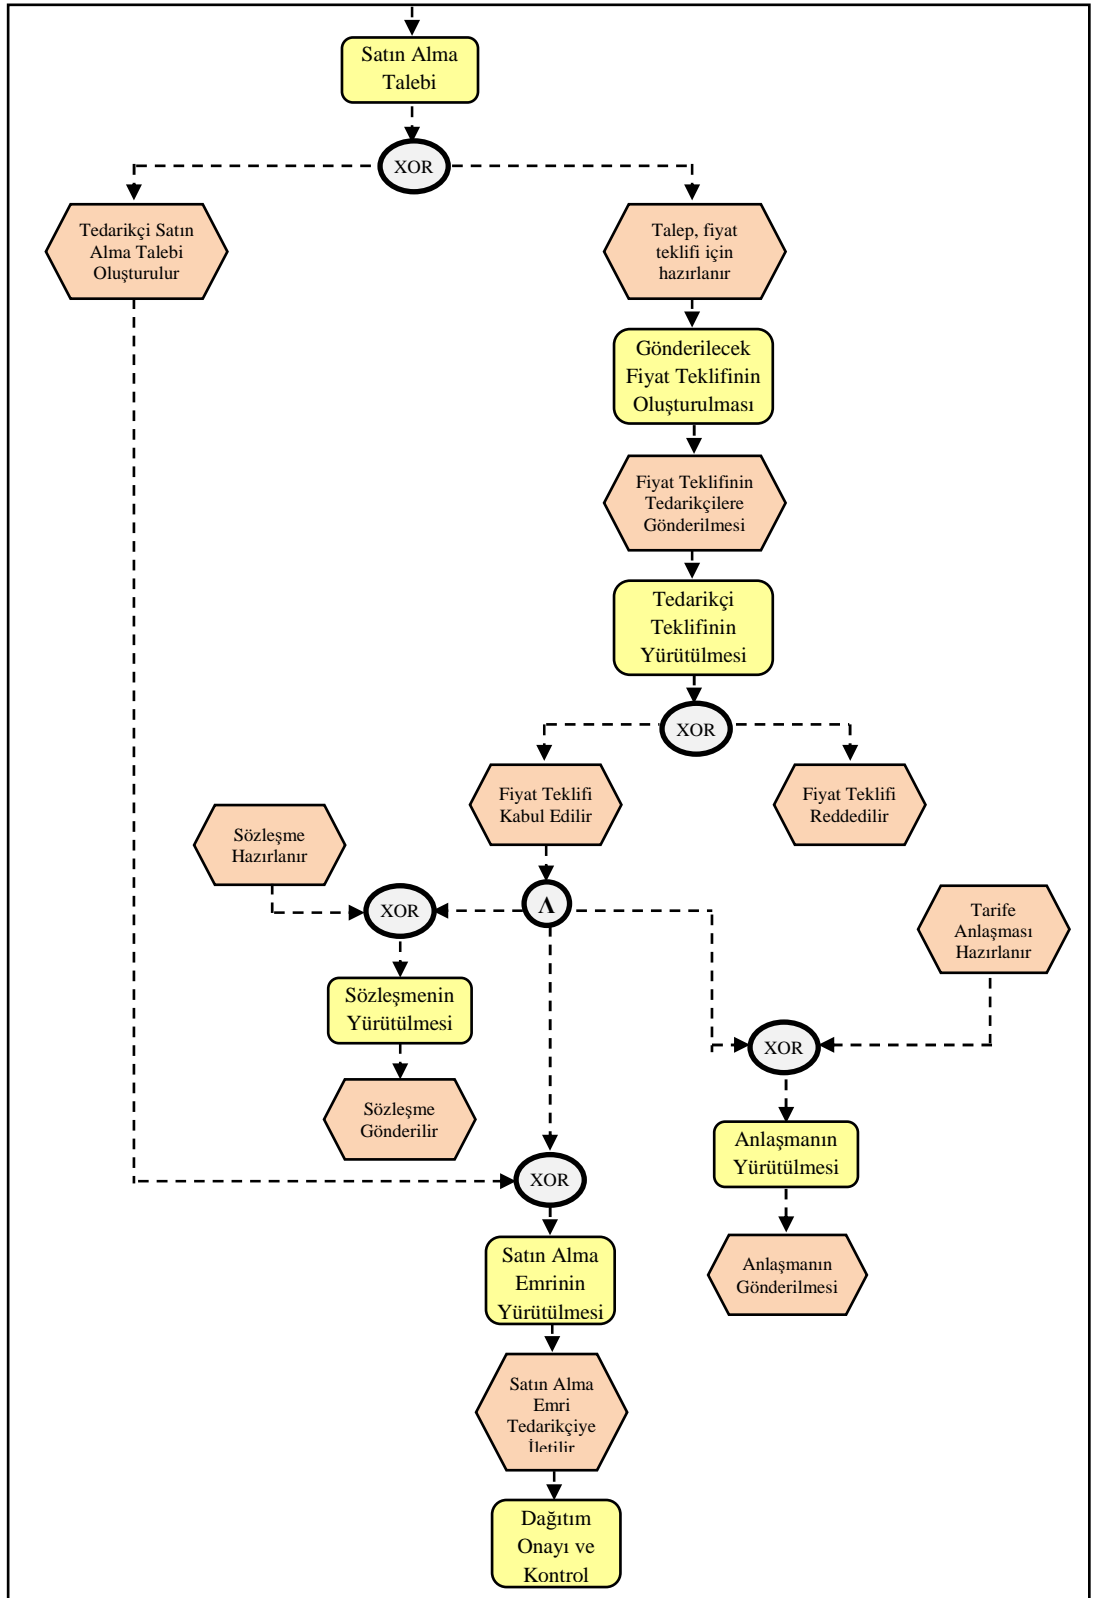 Satın Alma
Talebi
XOR
Tedarikçi Satın
Alma Talebi
Oluşturulur
Talep, fiyat
teklifi için
hazırlanır
Gönderilecek
Fiyat Teklifinin
Oluşturulması
Fiyat Teklifinin
Tedarikçilere
Gönderilmesi
Tedarikçi
Teklifinin
Yürütülmesi
XOR
Fiyat Teklifi
Kabul Edilir
Fiyat Teklifi
Reddedilir
Sözleşme
Hazırlanır
XOR
Λ
Tarife
Anlaşması
Hazırlanır
Sözleşmenin
Yürütülmesi
XOR
Sözleşme
Gönderilir
Anlaşmanın
Yürütülmesi
XOR
Satın Alma
Emrinin
Yürütülmesi
Anlaşmanın
Gönderilmesi
Satın Alma
Emri
Tedarikçiye
İletilir
Dağıtım
Onayı ve
Kontrol